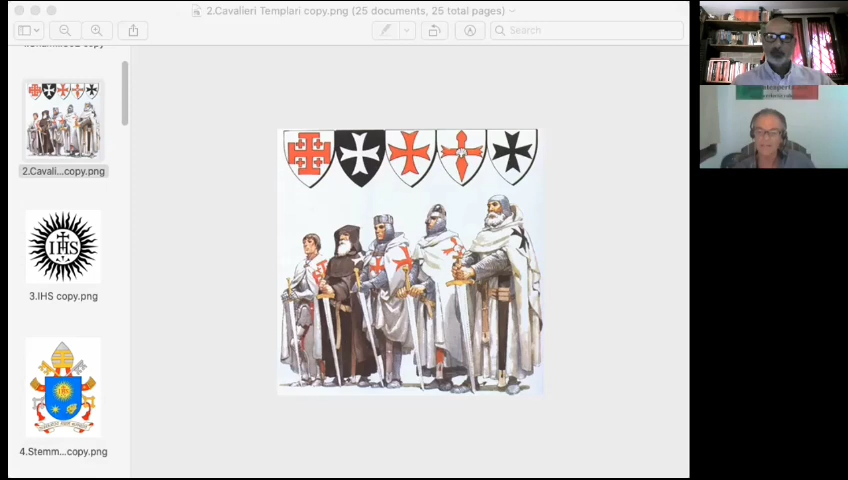 2.Cavalieri Templari copy.png (25 documents, 25 total pages)
Search
2.Cavali...copy.png
IHS
3.IHS copy.png
IHS
4.Stemm...copy.png